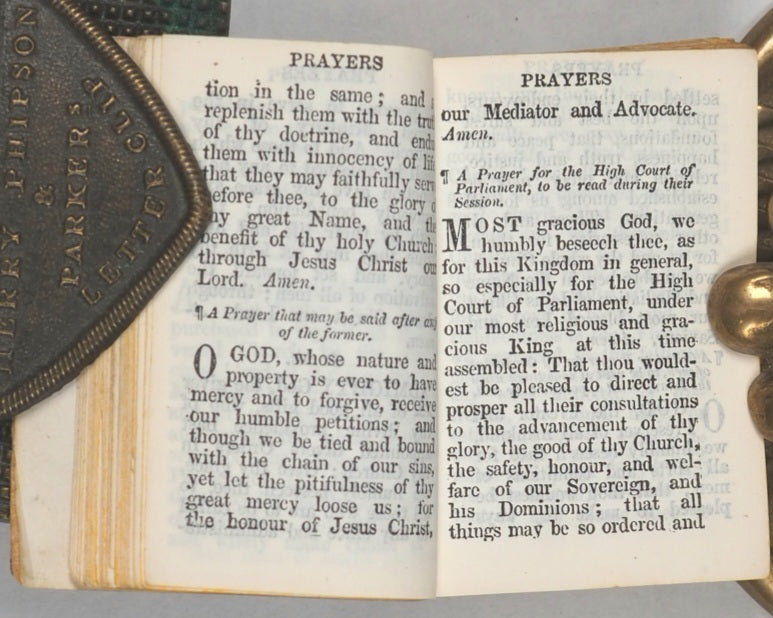 HERRY PHIPSON
&
PARKERS
LETTER CLIP
PRAYERS
tion in the same; and
replenish them with the
of thy doctrine, and
them with innocency of
that they may faithfully
before thee, to the glory
great Name, and
benefit of thy holy Church
through Jesus Christ
Lord. Amen.
¶ A Prayer that may be said after
of the former.
O GOD, whose nature and
property is ever to have
mercy and to forgive, receive
our humble petitions; and
though we be tied and bound
with the chain of our sins,
yet let the pitifulness of thy
great mercy loose us; for
the honour of Jesus Christ,
PRAYERS
our Mediator and Advocate.
Amen.
¶ A Prayer for the High Court of
Parliament, to be read during their
Session.
MOST gracious God, we
humbly beseech thee, as
for this Kingdom in general,
so especially for the High
Court of Parliament, under
our most religious and gra-
cious King at this time
assembled: That thou would-
est be pleased to direct and
prosper all their consultations
to the advancement of thy
glory, the good of thy Church,
the safety, honour, and wel-
fare of our Sovereign, and
his Dominions; that all
things may be so ordered and